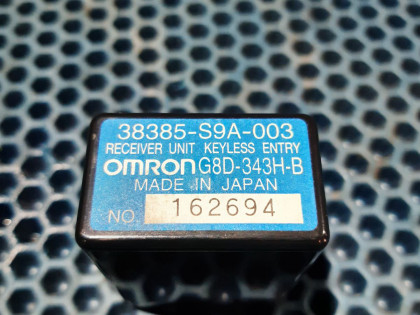 38385-S9A-003
RECEIVER UNIT KEYLESS ENTRY
OMRON G8D-343H-B
MADE IN JAPAN
NO. 162694